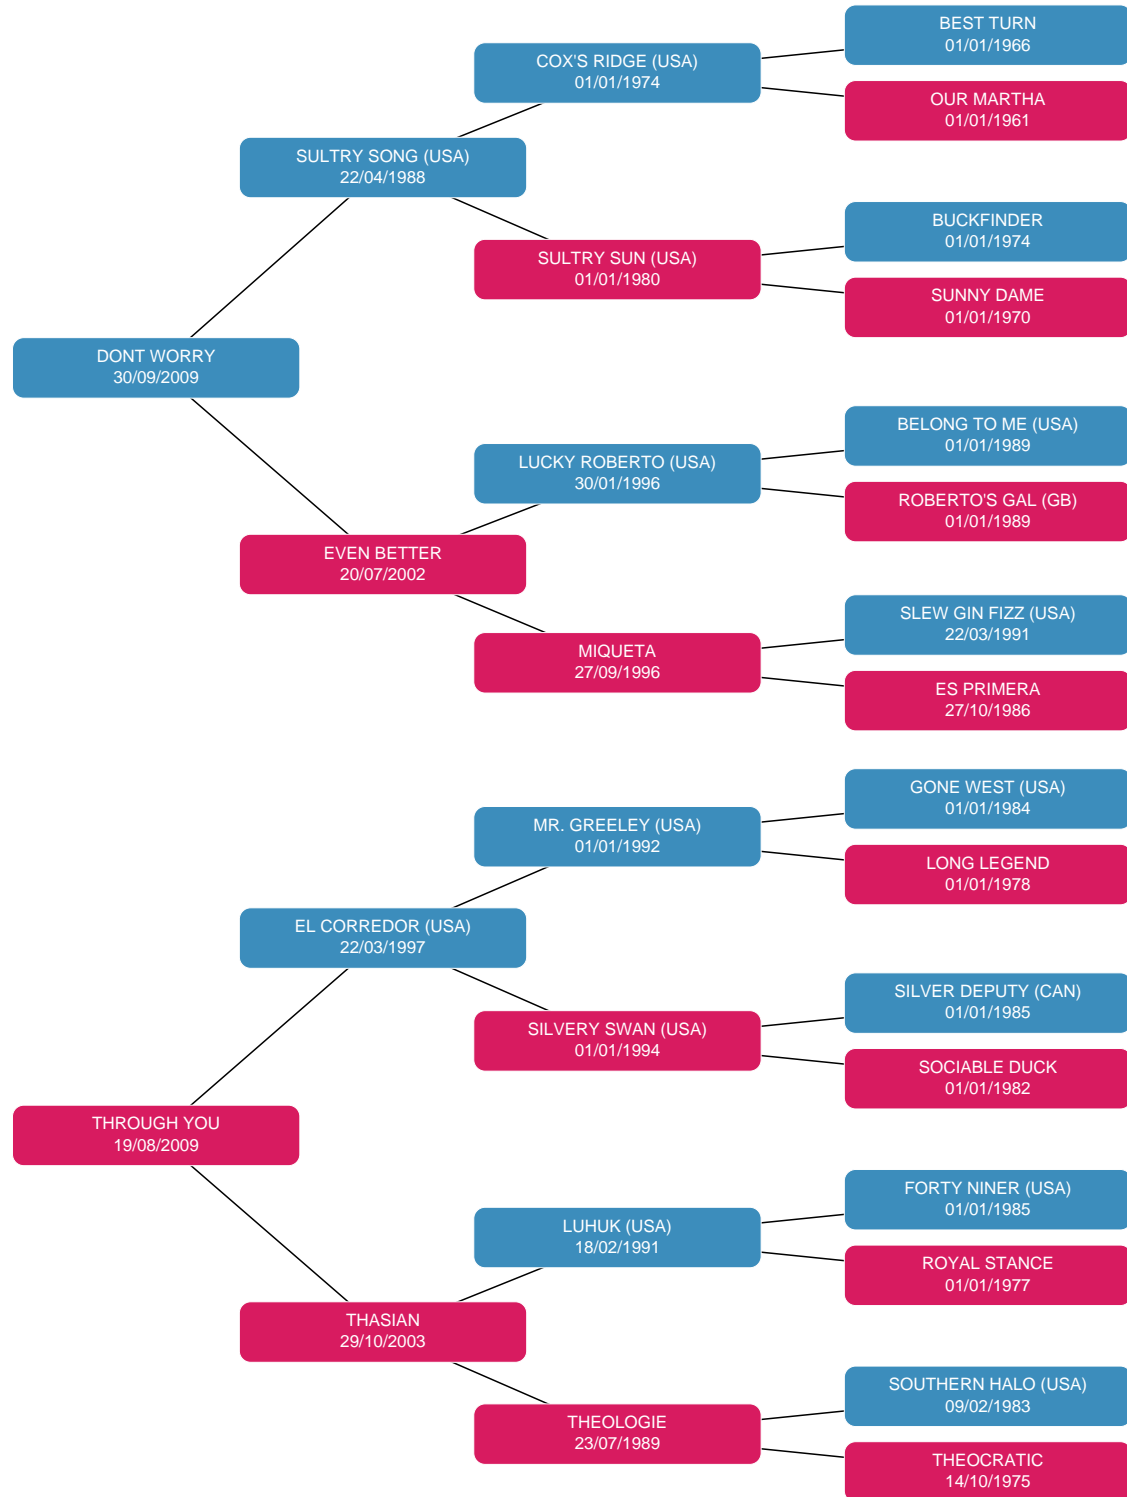 BEST TURN
01/01/1966
COX'S RIDGE (USA)
01/01/1974
OUR MARTHA
01/01/1961
SULTRY SONG (USA)
22/04/1988
BUCKFINDER
01/01/1974
SULTRY SUN (USA)
01/01/1980
SUNNY DAME
01/01/1970
DONT WORRY
30/09/2009
BELONG TO ME (USA)
01/01/1989
LUCKY ROBERTO (USA)
30/01/1996
ROBERTO'S GAL (GB)
01/01/1989
EVEN BETTER
20/07/2002
SLEW GIN FIZZ (USA)
22/03/1991
MIQUETA
27/09/1996
ES PRIMERA
27/10/1986
GONE WEST (USA)
01/01/1984
MR. GREELEY (USA)
01/01/1992
LONG LEGEND
01/01/1978
EL CORREDOR (USA)
22/03/1997
SILVER DEPUTY (CAN)
01/01/1985
SILVERY SWAN (USA)
01/01/1994
SOCIABLE DUCK
01/01/1982
THROUGH YOU
19/08/2009
FORTY NINER (USA)
01/01/1985
LUHUK (USA)
18/02/1991
ROYAL STANCE
01/01/1977
THASIAN
29/10/2003
SOUTHERN HALO (USA)
09/02/1983
THEOLOGIE
23/07/1989
THEOCRATIC
14/10/1975